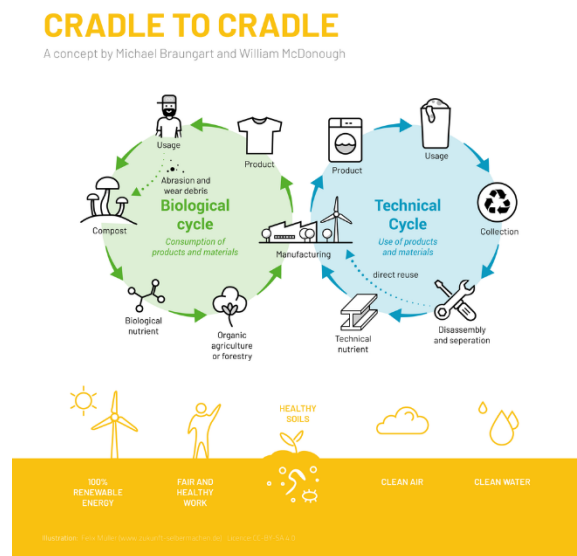 CRADLE TO CRADLE
A concept by Michael Braungart and William McDonough
Usage
Product
Abrasion and
wear debris
Biological
cycle
Consumption of
products and materials
Compost
Biological
nutrient
Organic
agriculture
or forestry
Manufacturing
Product
Usage
Technical
Cycle
Use of products
and materials
Collection
direct reuse
Technical
nutrient
Disassembly
and seperation
HEALTHY
SOILS
100%
RENEWABLE
ENERGY
FAIR AND
HEALTHY
WORK
CLEAN AIR
CLEAN WATER
Illustration: